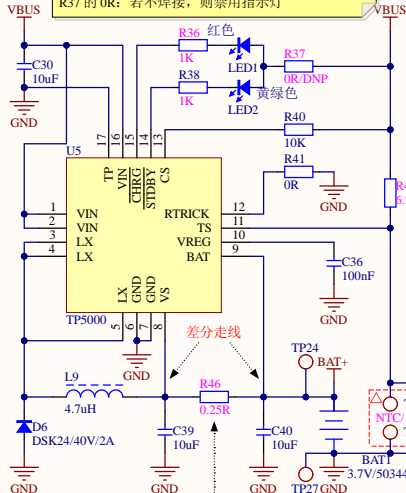 R37 的 0R: 若不焊接, 则禁用指示灯
VBUS
VBUS
R36
1K
红色
LED1
R37
0R/DNP
C30
10uF
GND
R38
1K
黄绿色
LED2
R40
10K
R41
0R
GND
U5
17
16
15
14
13
TP
VIN
CHRG
STDBY
CS
1
2
3
4
VIN
VIN
LX
LX
RTRICK
TS
VREG
BAT
12
11
10
9
LX
GND
GND
VS
TP5000
5
6
7
8
C36
100nF
GND
GND
差分走线
TP24
BAT+
L9
4.7uH
R46
0.25R
D6
DSK24/40V/2A
C39
10uF
C40
10uF
NTC/
BAT1
3.7V/50344
GND
GND
GND
TP27
GND